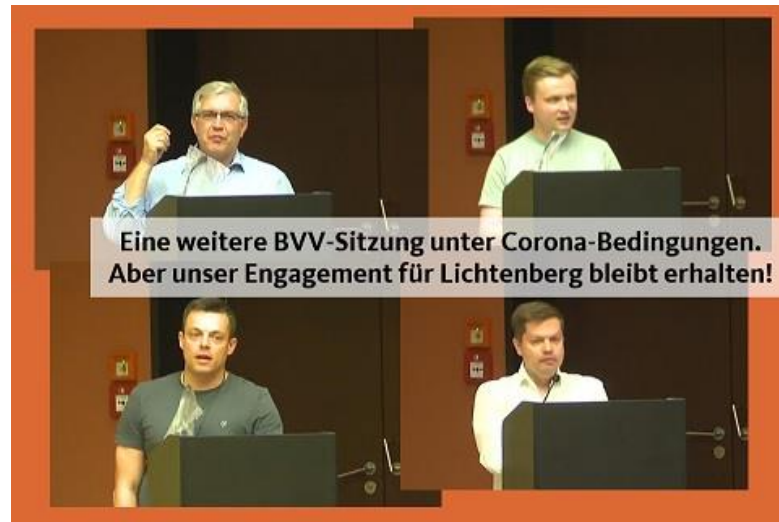 Eine weitere BVV-Sitzung unter Corona-Bedingungen.
Aber unser Engagement für Lichtenberg bleibt erhalten!